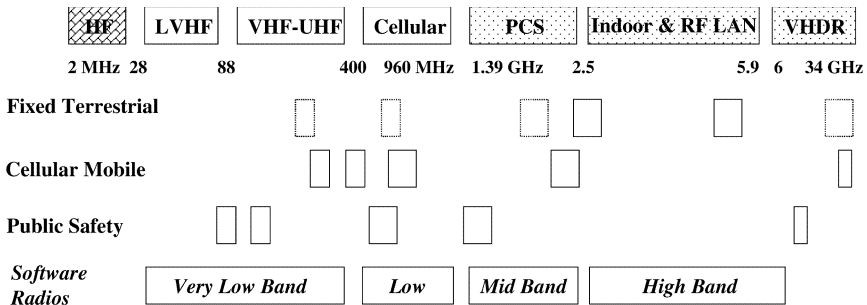 HF LVHF VHF-UHF Cellular PCS Indoor & RF LAN VHDR
2 MHz 28 88 400 960 MHz 1.39 GHz 2.5 5.9 6 34 GHz
Fixed Terrestrial
Cellular Mobile
Public Safety
Software Radios Very Low Band Low Mid Band High Band